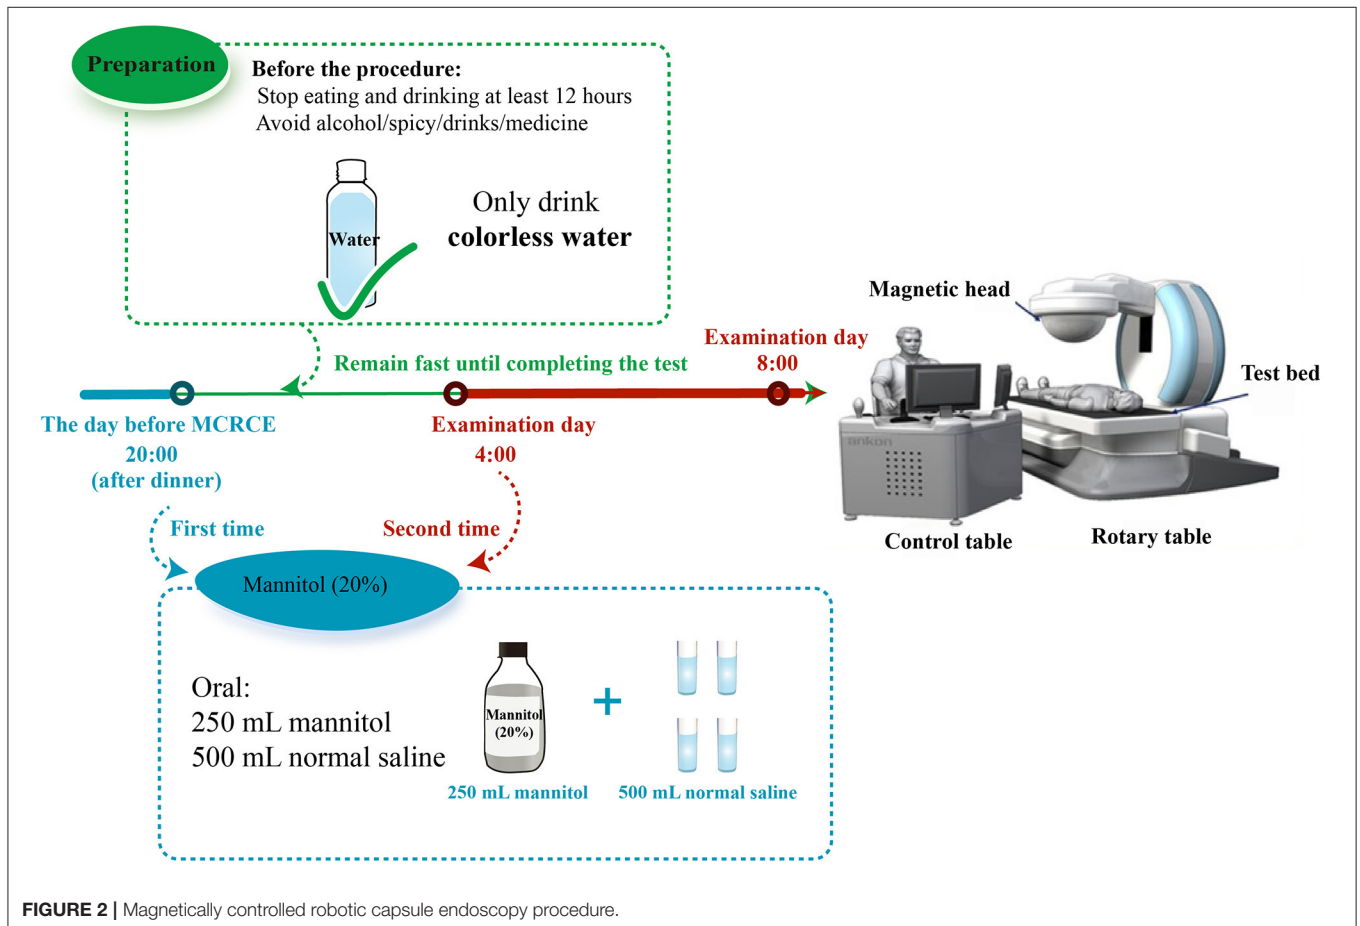 Preparation
Before the procedure:
Stop eating and drinking at least 12 hours
Avoid alcohol/spicy/drinks/medicine
Water
Only drink
colorless water
Remain fast until completing the test
Examination day
8:00
The day before MCRCE
20:00
(after dinner)
Examination day
4:00
First time
Second time
Magnetic head
Test bed
ankon
Control table
Rotary table
Mannitol (20%)
Oral:
250 mL mannitol
500 mL normal saline
Mannitol
(20%)
+
250 mL mannitol
500 mL normal saline
FIGURE 2 | Magnetically controlled robotic capsule endoscopy procedure.